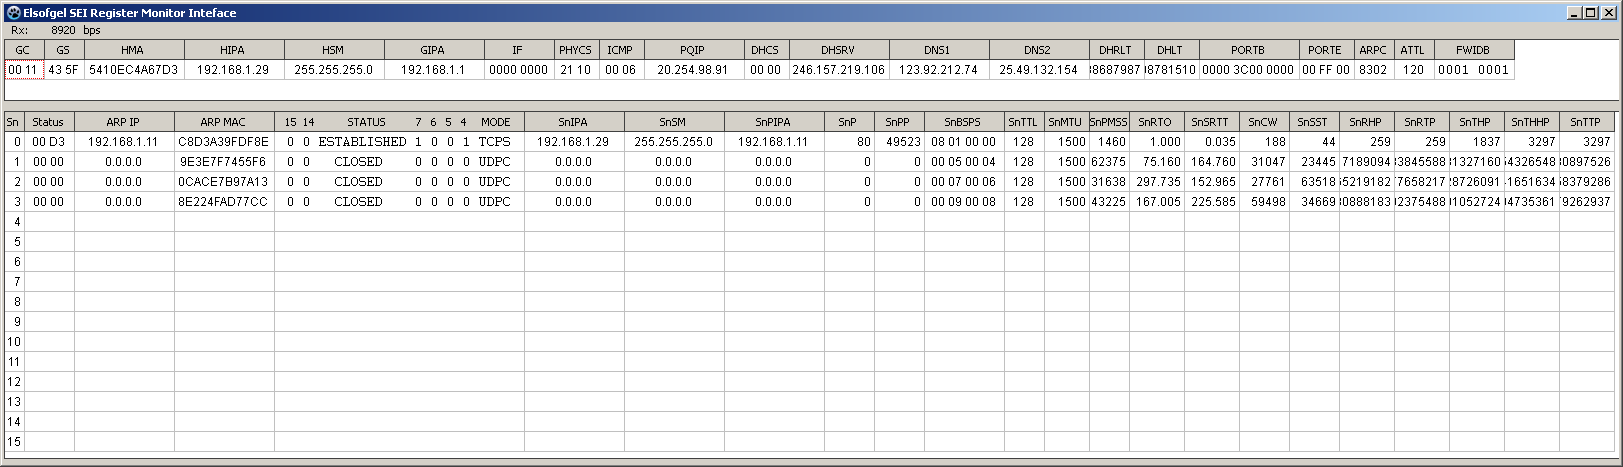 Elsofgel SEI Register Monitor Inteface
Rx: 8920 bps
GC GS HMA HIPA HSM GIPA IF PHYCS ICMP PQIP DHCS DHSRV DNS1 DNS2 DHRLT DHLT PORTB PORTE ARPC ATTL FWIDB
00 11 43 5F 5410EC4A67D3 192.168.1.29 255.255.255.0 192.168.1.1 0000 0000 21 10 00 06 20.254.98.91 00 00 246.157.219.106 123.92.212.74 25.49.132.154 8687987 8781510 0000 3C00 0000 00 FF 00 8302 120 0001 0001
Sn Status ARP IP ARP MAC 15 14 STATUS 7 6 5 4 MODE SnIPA SnSM SnPIPA SnP SnPP SnBSPS SnTTL SnMTU SnPMSS SnRTO SnSRTT SnCW SnSST SnRHP SnRTP SnTHP SnTHHP SnTTP
0 00 D3 192.168.1.11 C8D3A39FDF8E 0 0 ESTABLISHED 1 0 0 1 TCPS 192.168.1.29 255.255.255.0 192.168.1.11 80 49523 08 01 00 00 128 1500 1460 1.000 0.035 188 44 259 259 1837 3297 3297
1 00 00 0.0.0.0 9E3E7F7455F6 0 0 CLOSED 0 0 0 0 UDPC 0.0.0.0 0.0.0.0 0.0.0.0 0 0 00 05 00 04 128 1500 62375 75.160 164.760 31047 23445 7189094 3845588 1327160 4326548 0897526
2 00 00 0.0.0.0 0CACE7B97A13 0 0 CLOSED 0 0 0 0 UDPC 0.0.0.0 0.0.0.0 0.0.0.0 0 0 00 07 00 06 128 1500 31638 297.735 152.965 27761 63518 5219182 7658217 8726091 1651634 8379286
3 00 00 0.0.0.0 8E224FAD77CC 0 0 CLOSED 0 0 0 0 UDPC 0.0.0.0 0.0.0.0 0.0.0.0 0 0 00 09 00 08 128 1500 43225 167.005 225.585 59498 34669 0888183 2375488 1052724 4735361 9262937
4
5
6
7
8
9
10
11
12
13
14
15